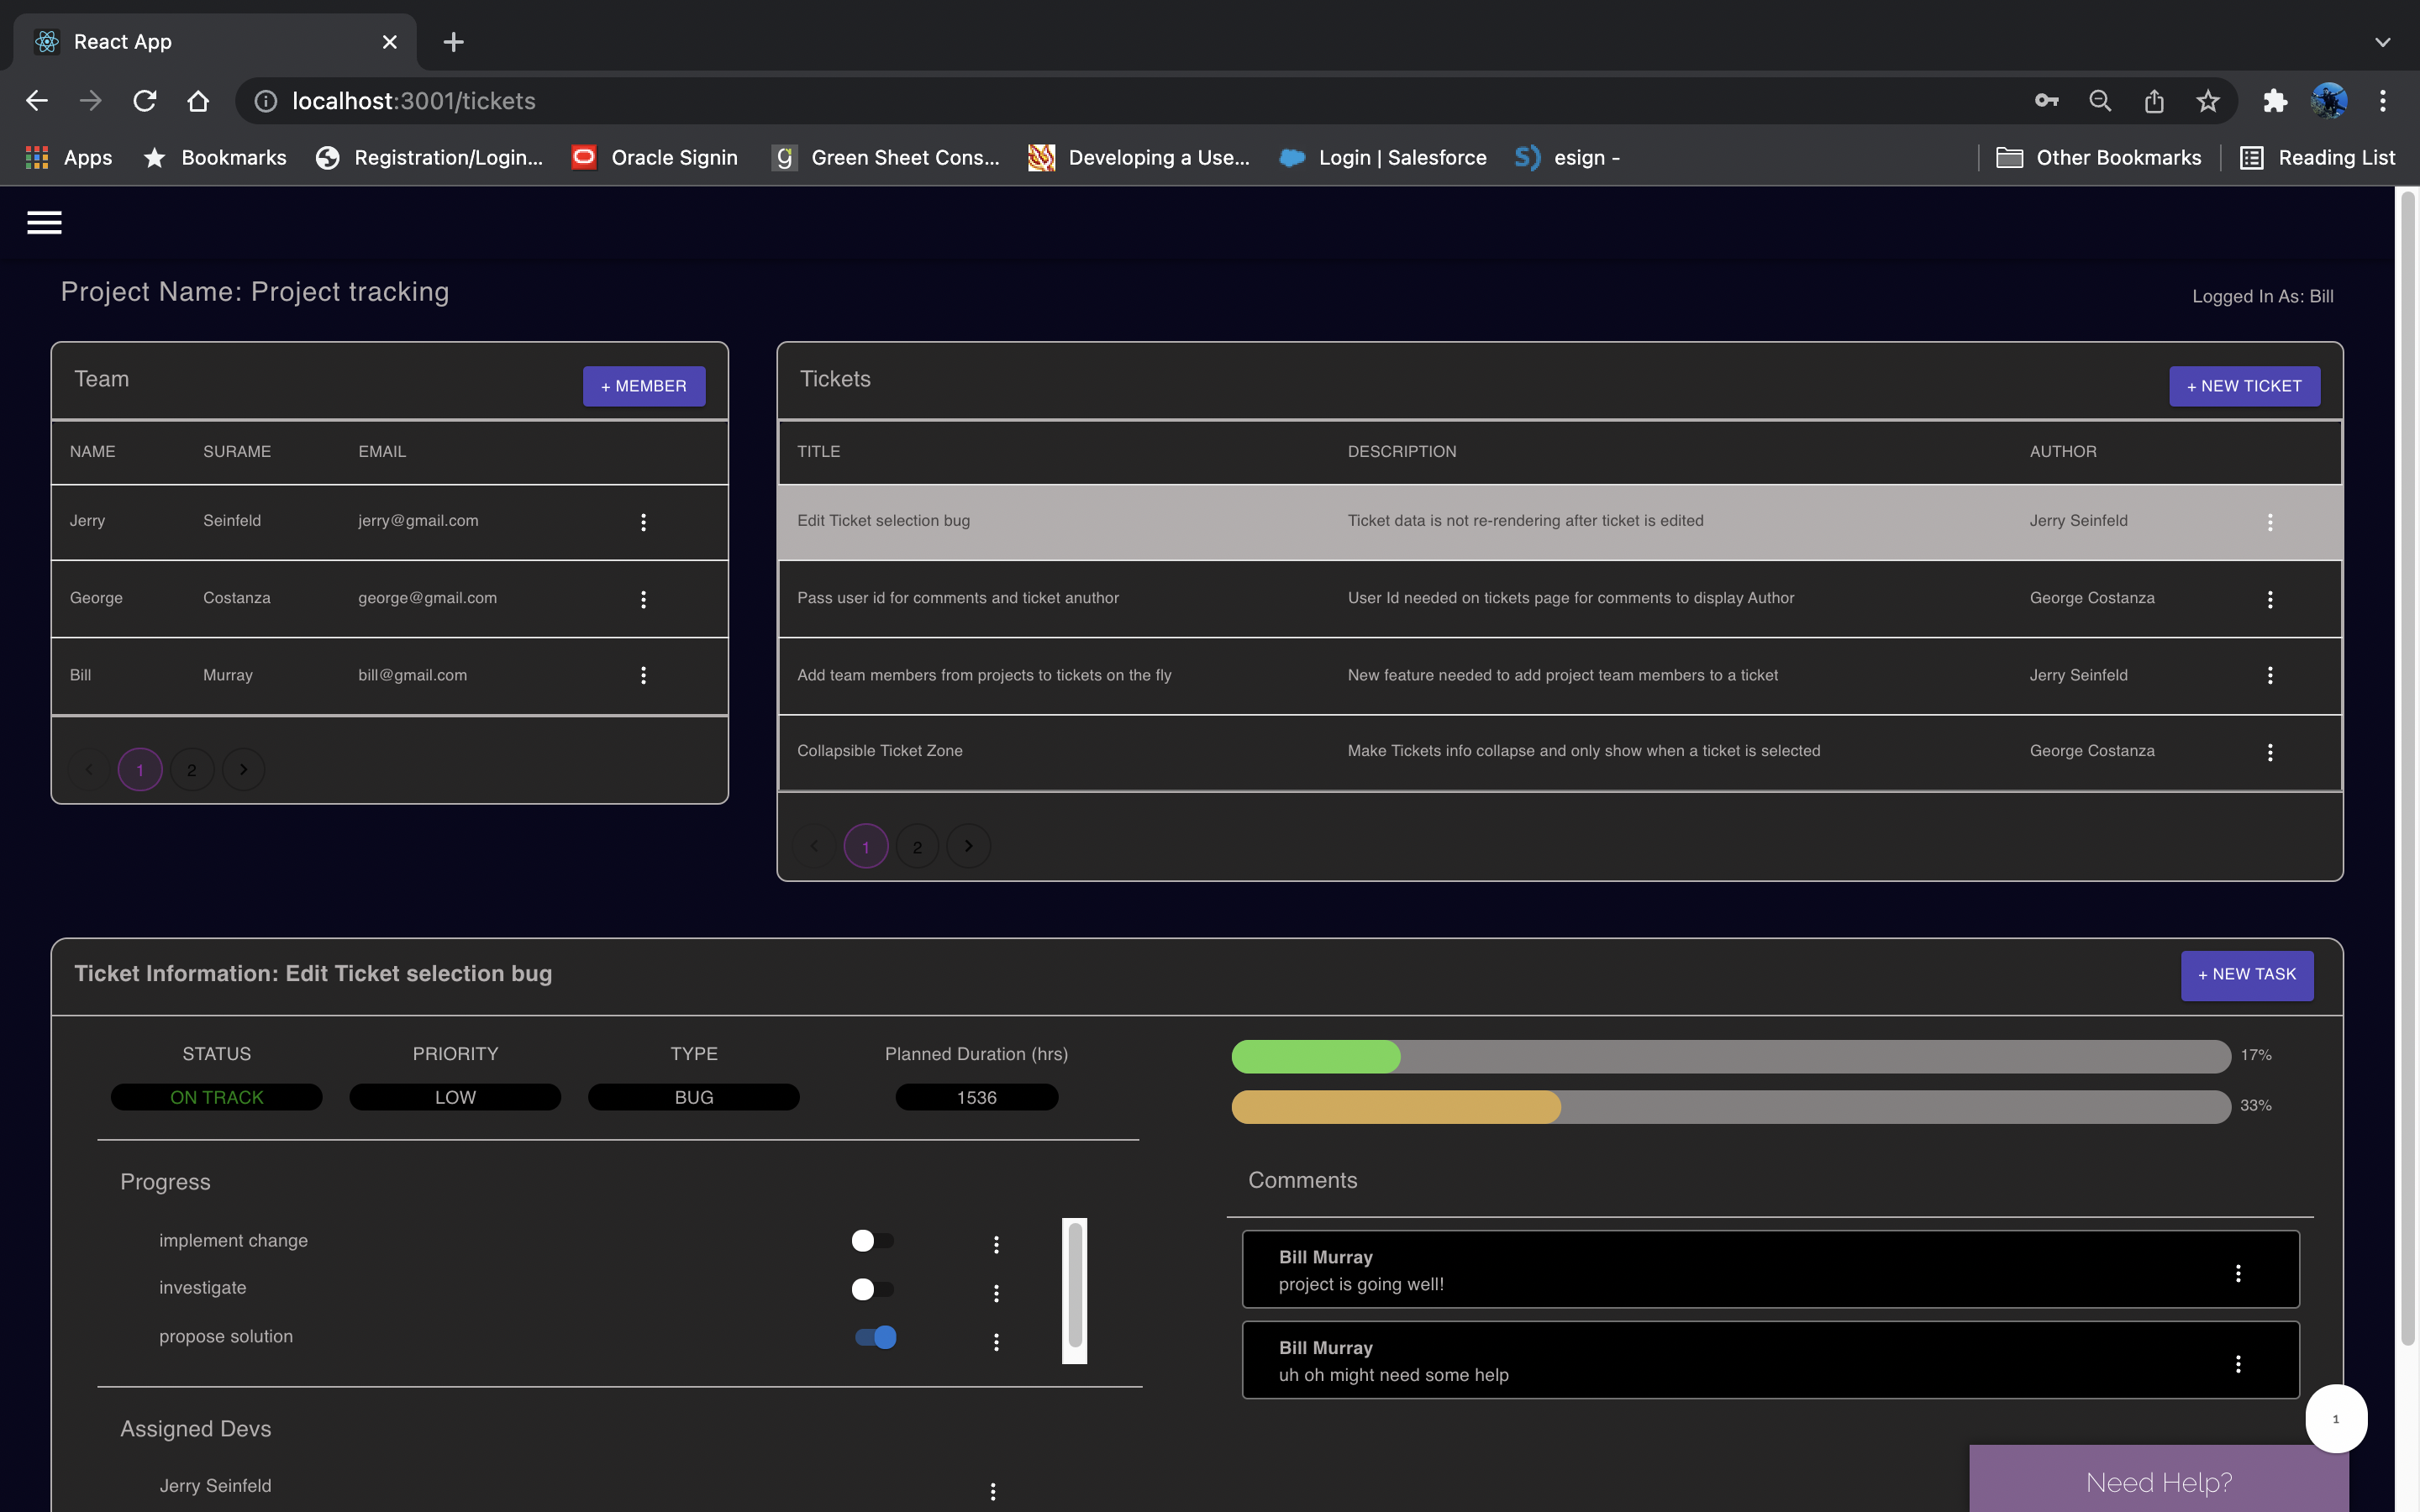 React App
localhost:3001/tickets
Apps Bookmarks Registration/Login... Oracle Signin Green Sheet Cons... Developing a Use... Login | Salesforce esign - Other Bookmarks Reading List
Project Name: Project tracking
Logged In As: Bill
Team
+ MEMBER
NAME SURAME EMAIL
Jerry Seinfeld jerry@gmail.com
George Costanza george@gmail.com
Bill Murray bill@gmail.com
1 2
Tickets
+ NEW TICKET
TITLE DESCRIPTION AUTHOR
Edit Ticket selection bug Ticket data is not re-rendering after ticket is edited Jerry Seinfeld
Pass user id for comments and ticket anuthor User Id needed on tickets page for comments to display Author George Costanza
Add team members from projects to tickets on the fly New feature needed to add project team members to a ticket Jerry Seinfeld
Collapsible Ticket Zone Make Tickets info collapse and only show when a ticket is selected George Costanza
1 2
Ticket Information: Edit Ticket selection bug
+ NEW TASK
STATUS PRIORITY TYPE Planned Duration (hrs)
ON TRACK LOW BUG 1536
17%
33%
Progress
implement change
investigate
propose solution
Assigned Devs
Jerry Seinfeld
Comments
Bill Murray
project is going well!
Bill Murray
uh oh might need some help
1
Need Help?